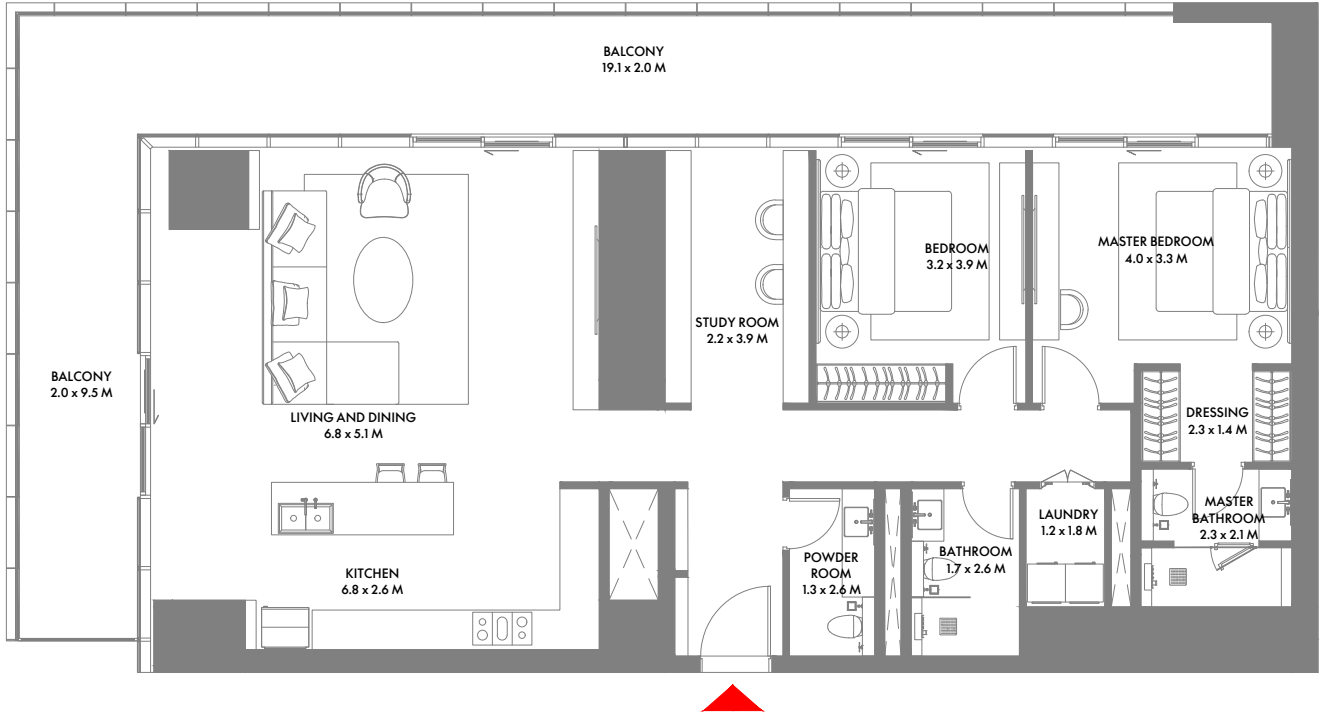 BALCONY
19.1 x 2.0 M
BEDROOM
3.2 x 3.9 M
MASTER BEDROOM
4.0 x 3.3 M
STUDY ROOM
2.2 x 3.9 M
BALCONY
2.0 x 9.5 M
LIVING AND DINING
6.8 x 5.1 M
DRESSING
2.3 x 1.4 M
MASTER
BATHROOM
2.3 x 2.1 M
LAUNDRY
1.2 x 1.8 M
BATHROOM
1.7 x 2.6 M
POWDER
ROOM
1.3 x 2.6 M
KITCHEN
6.8 x 2.6 M